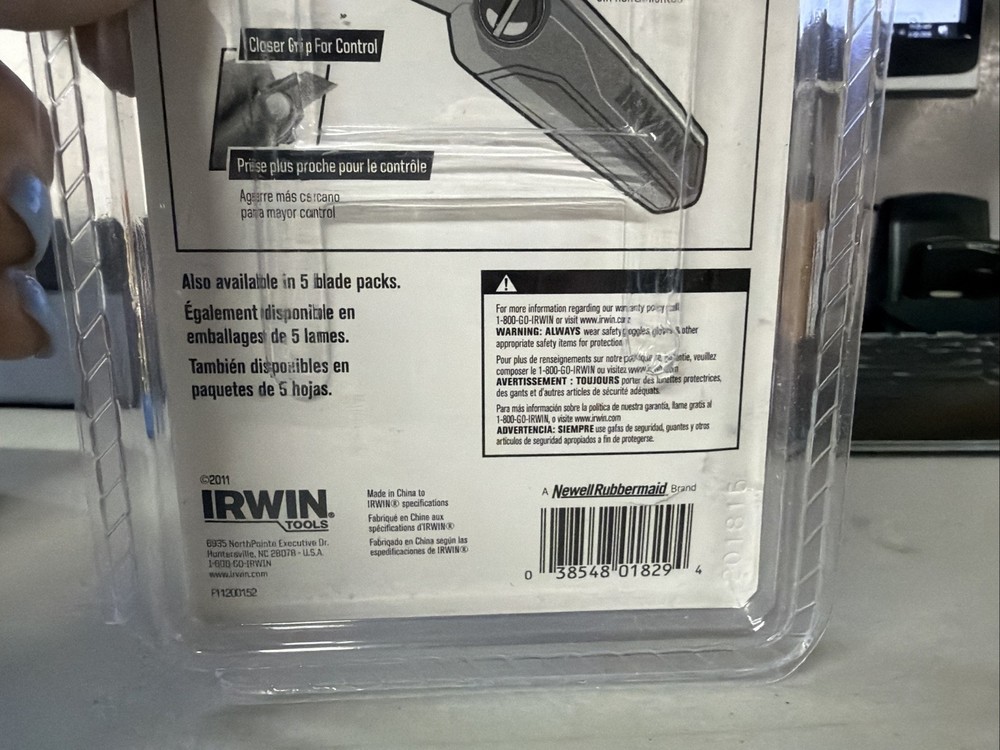 Closer Grip For Control
Prise plus proche pour le contrôle
Agarre más cercano
para mayor control
Also available in 5 blade packs.
Également disponible en
emballages de 5 lames.
También disponibles en
paquetes de 5 hojas.
For more information regarding our warranty policy call
1-800-GO-IRWIN or visit www.irwin.com
WARNING: ALWAYS wear safety goggles, gloves & other
appropriate safety items for protection
Pour plus de renseignements sur notre politique de garantie, veuillez
composer le 1-800-GO-IRWIN ou visitez
AVERTISSEMENT : TOUJOURS porter des lunettes protectrices,
des gants et d'autres articles de sécurité adéquats.
Para más información sobre la política de nuestra garantía, llame gratis al
1-800-GO-IRWIN, o visite www.irwin.com
ADVERTENCIA: SIEMPRE use gafas de seguridad, guantes y otros
artículos de seguridad apropiados a fin de protegerse.
©2011
IRWIN®
TOOLS
6935 NorthPointe Executive Dr.
Huntersville, NC 28078 - U.S.A.
1-800-GO-IRWIN
www.irwin.com
PI1200152
Made in China to
IRWIN® specifications
Fabriqué en Chine aux
spécifications d'IRWIN®
Fabricado en China según las
especificaciones de IRWIN®
A NewellRubbermaid Brand
0 38548 01829 4